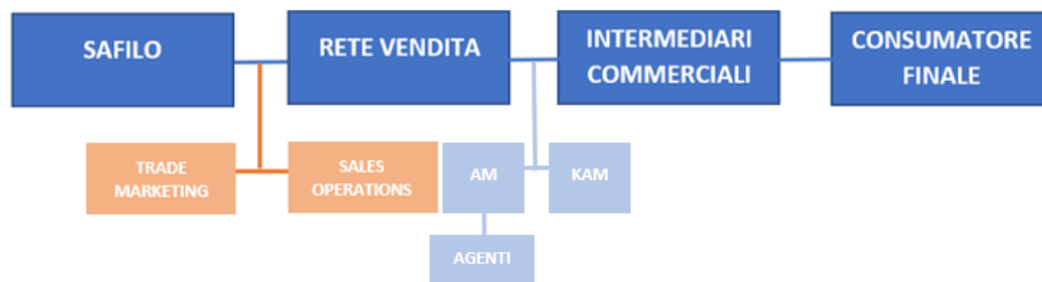 SAFILO
RETE VENDITA
INTERMEDIARI
COMMERCIALI
CONSUMATORE
FINALE
TRADE
MARKETING
SALES
OPERATIONS
AM
KAM
AGENTI